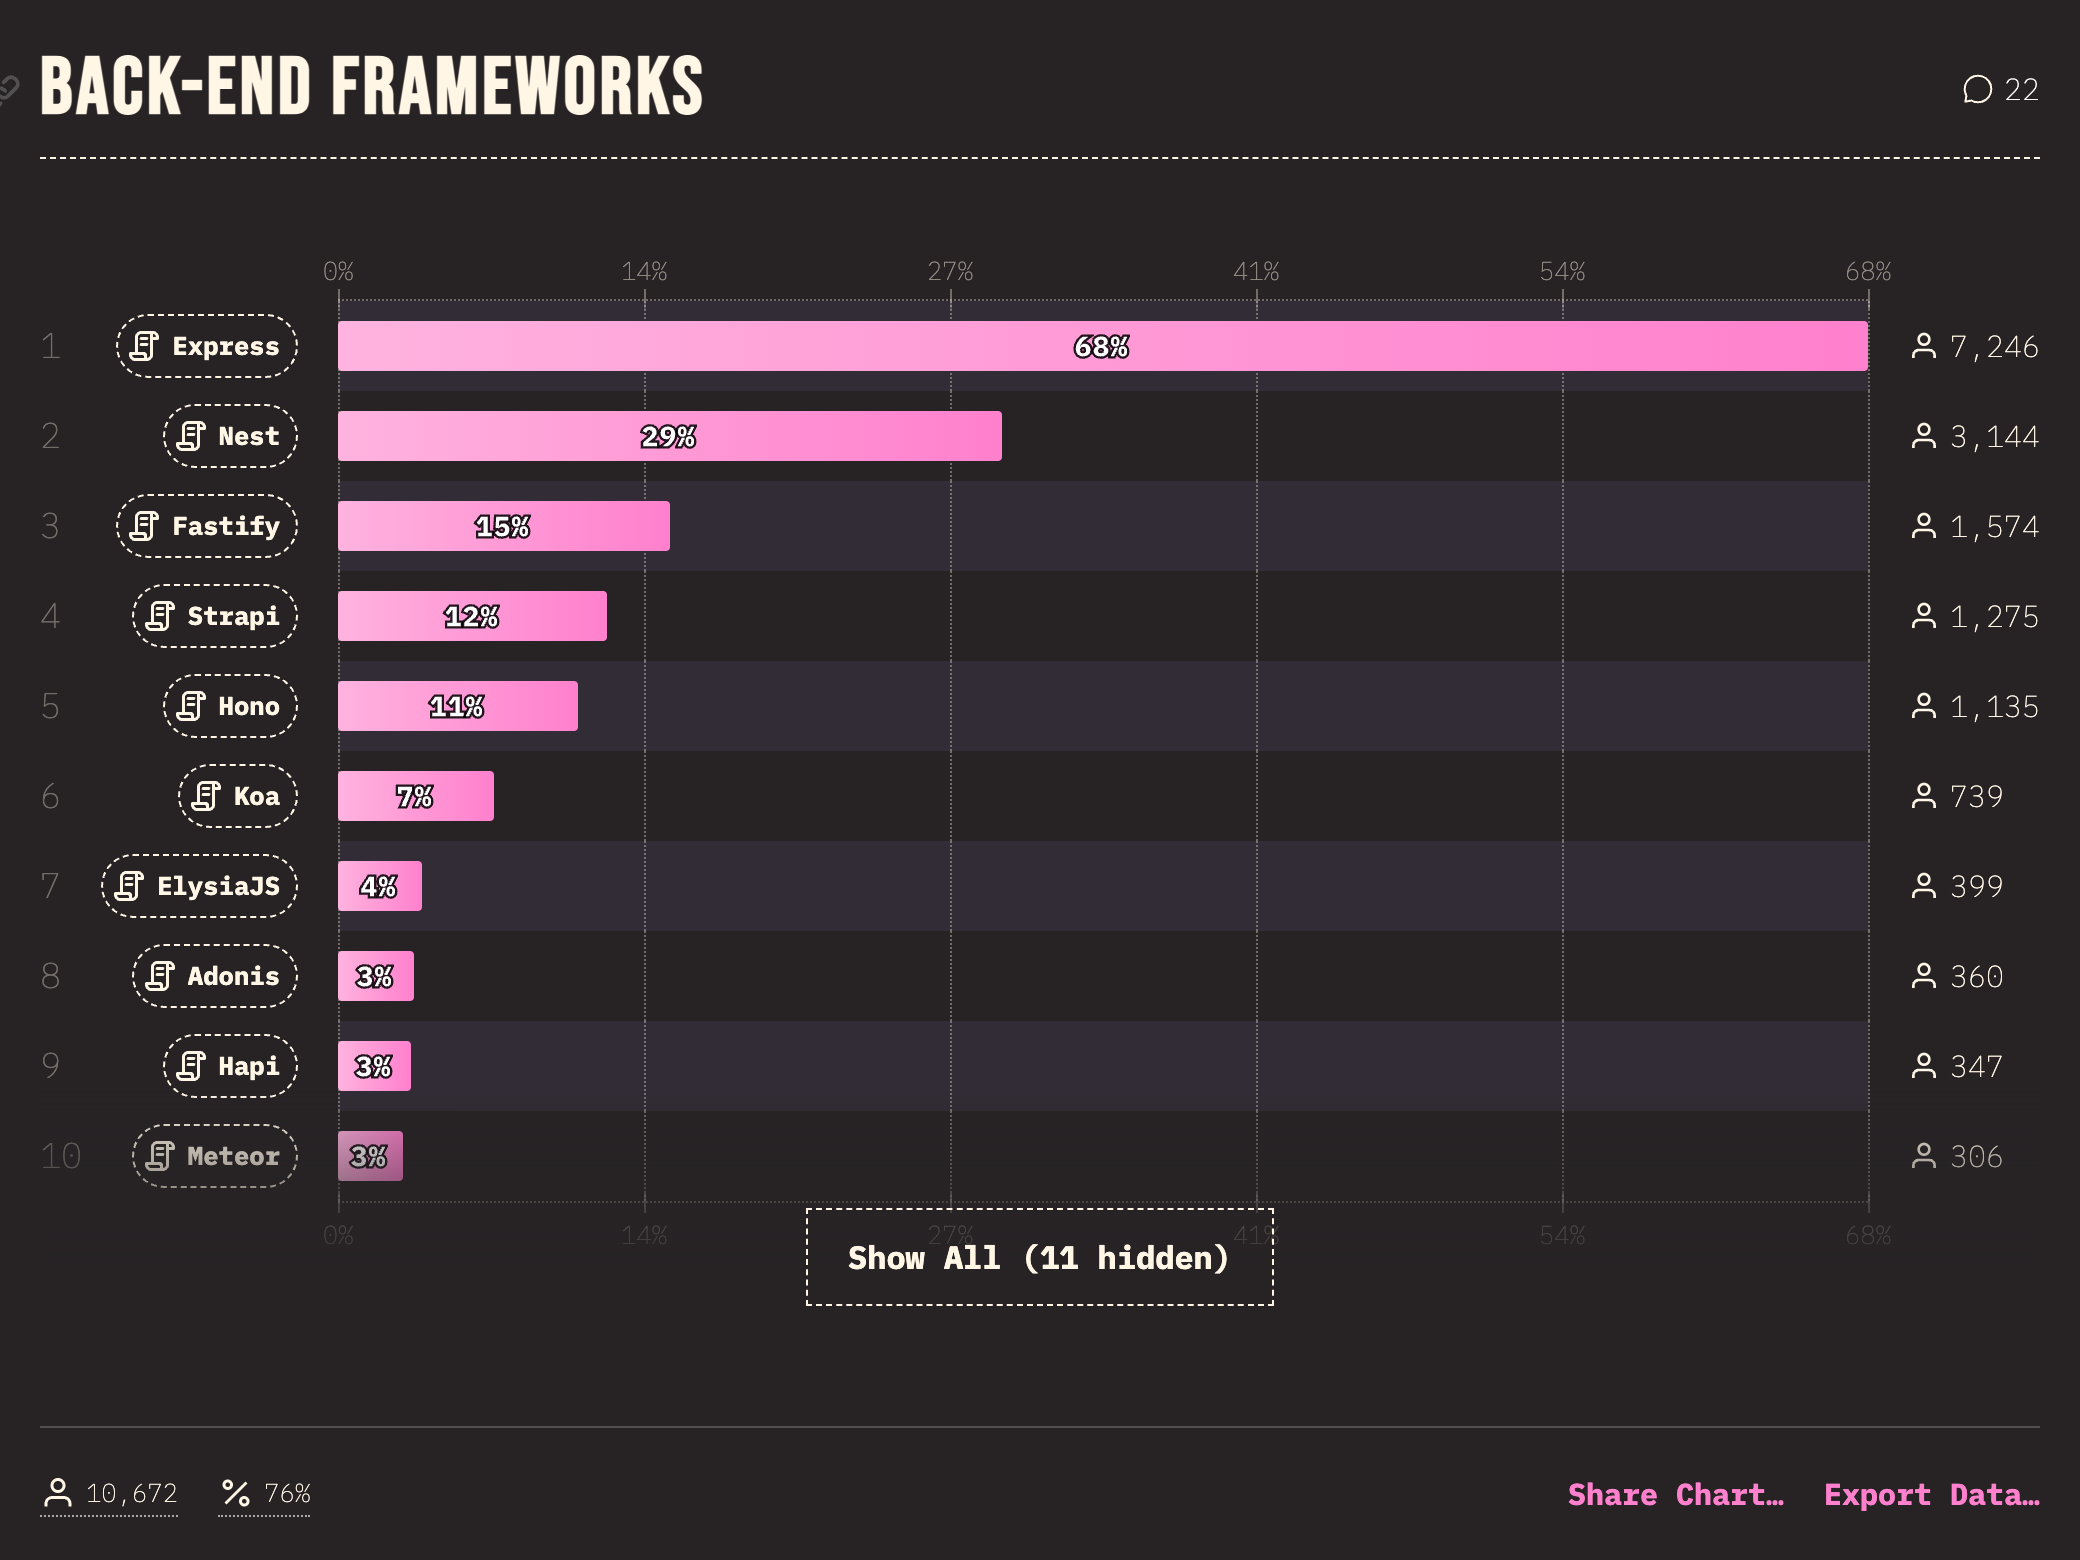 BACK-END FRAMEWORKS
22
0% 14% 27% 41% 54% 68%
1 Express 68% 7,246
2 Nest 29% 3,144
3 Fastify 15% 1,574
4 Strapi 12% 1,275
5 Hono 11% 1,135
6 Koa 7% 739
7 ElysiaJS 4% 399
8 Adonis 3% 360
9 Hapi 3% 347
10 Meteor 3% 306
0% 14% 27% 41% 54% 68%
Show All (11 hidden)
10,672 76% Share Chart… Export Data…